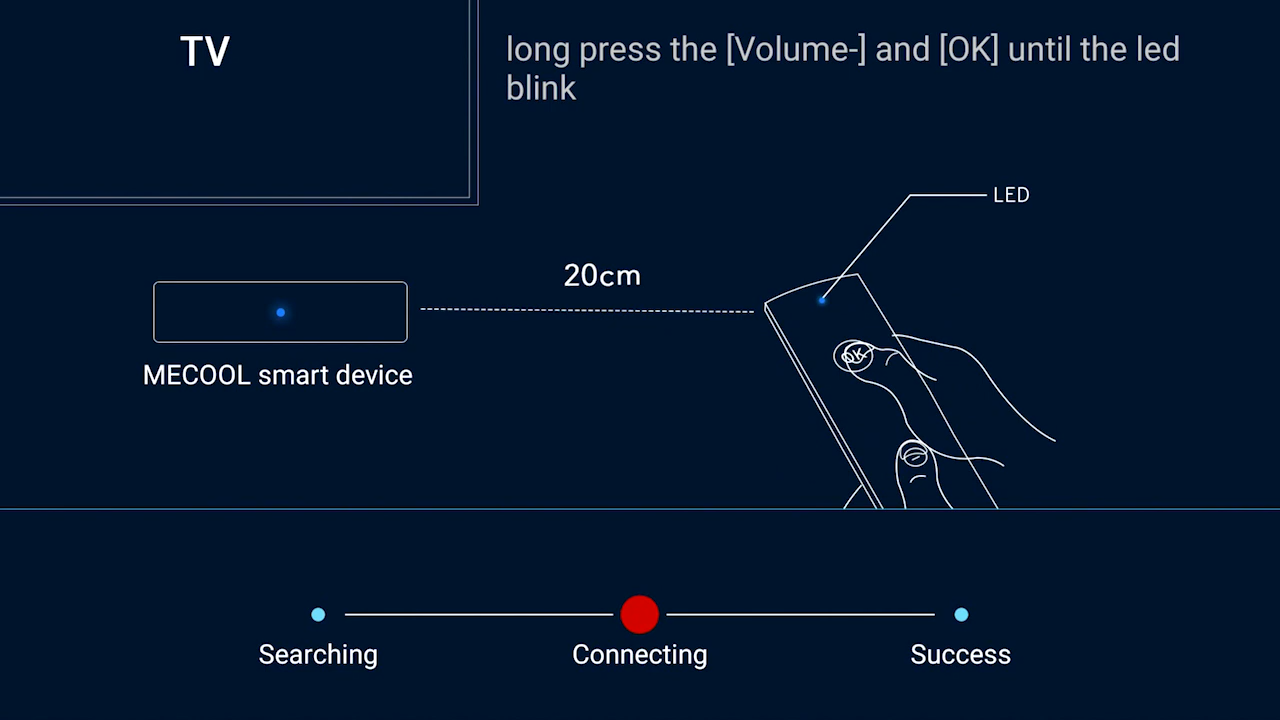 TV
long press the [Volume-] and [OK] until the led
blink
LED
20cm
OK
MECOOL smart device
Searching
Connecting
Success